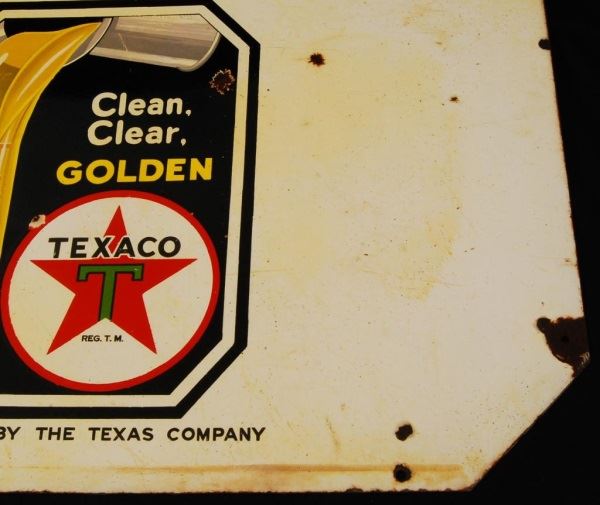 Clean,
Clear,
GOLDEN
TEXACO
T
REG. T. M.
BY THE TEXAS COMPANY